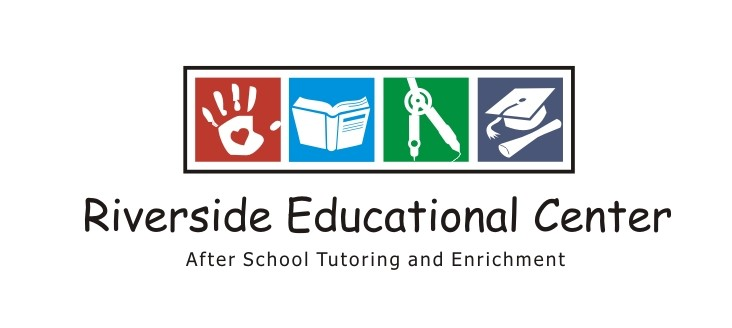 Riverside Educational Center
After School Tutoring and Enrichment